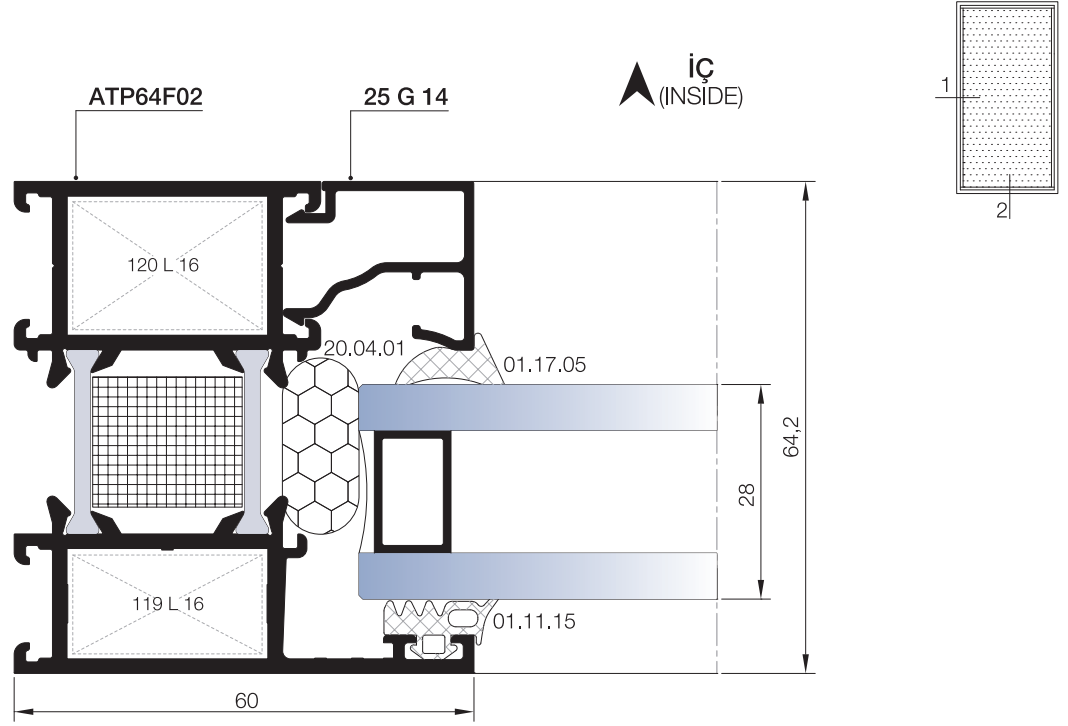 ATP64F02
25 G 14
İÇ
(INSIDE)
1
2
120 L 16
20.04.01
01.17.05
64,2
28
119 L 16
01.11.15
60